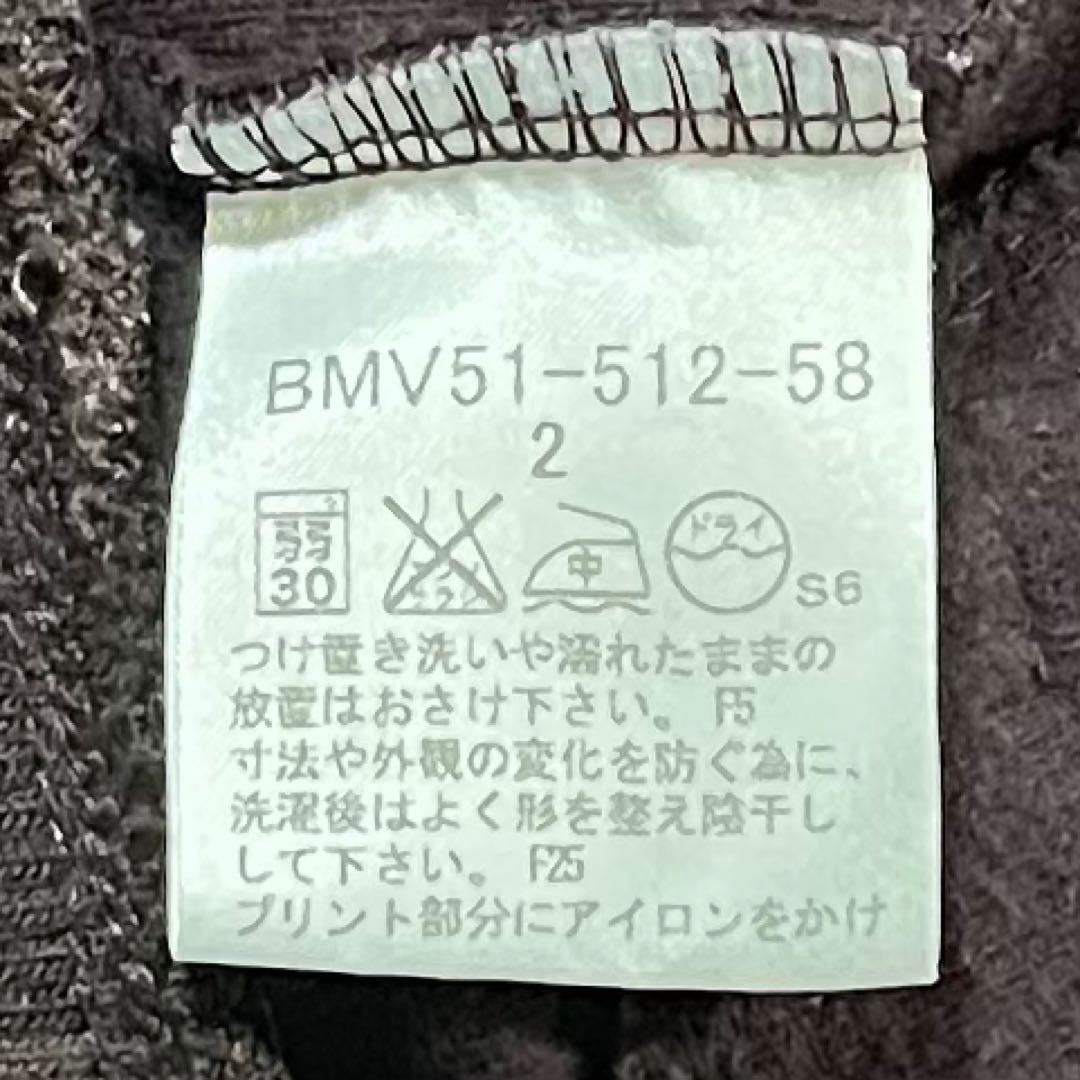 BMV51-512-58
2
弱
30
中
ドライ
S6
つけ置き洗いや濡れたままの
放置はおさけ下さい。 F5
寸法や外観の変化を防ぐ為に、
洗濯後はよく形を整え陰干し
して下さい。 F25
プリント部分にアイロンをかけ